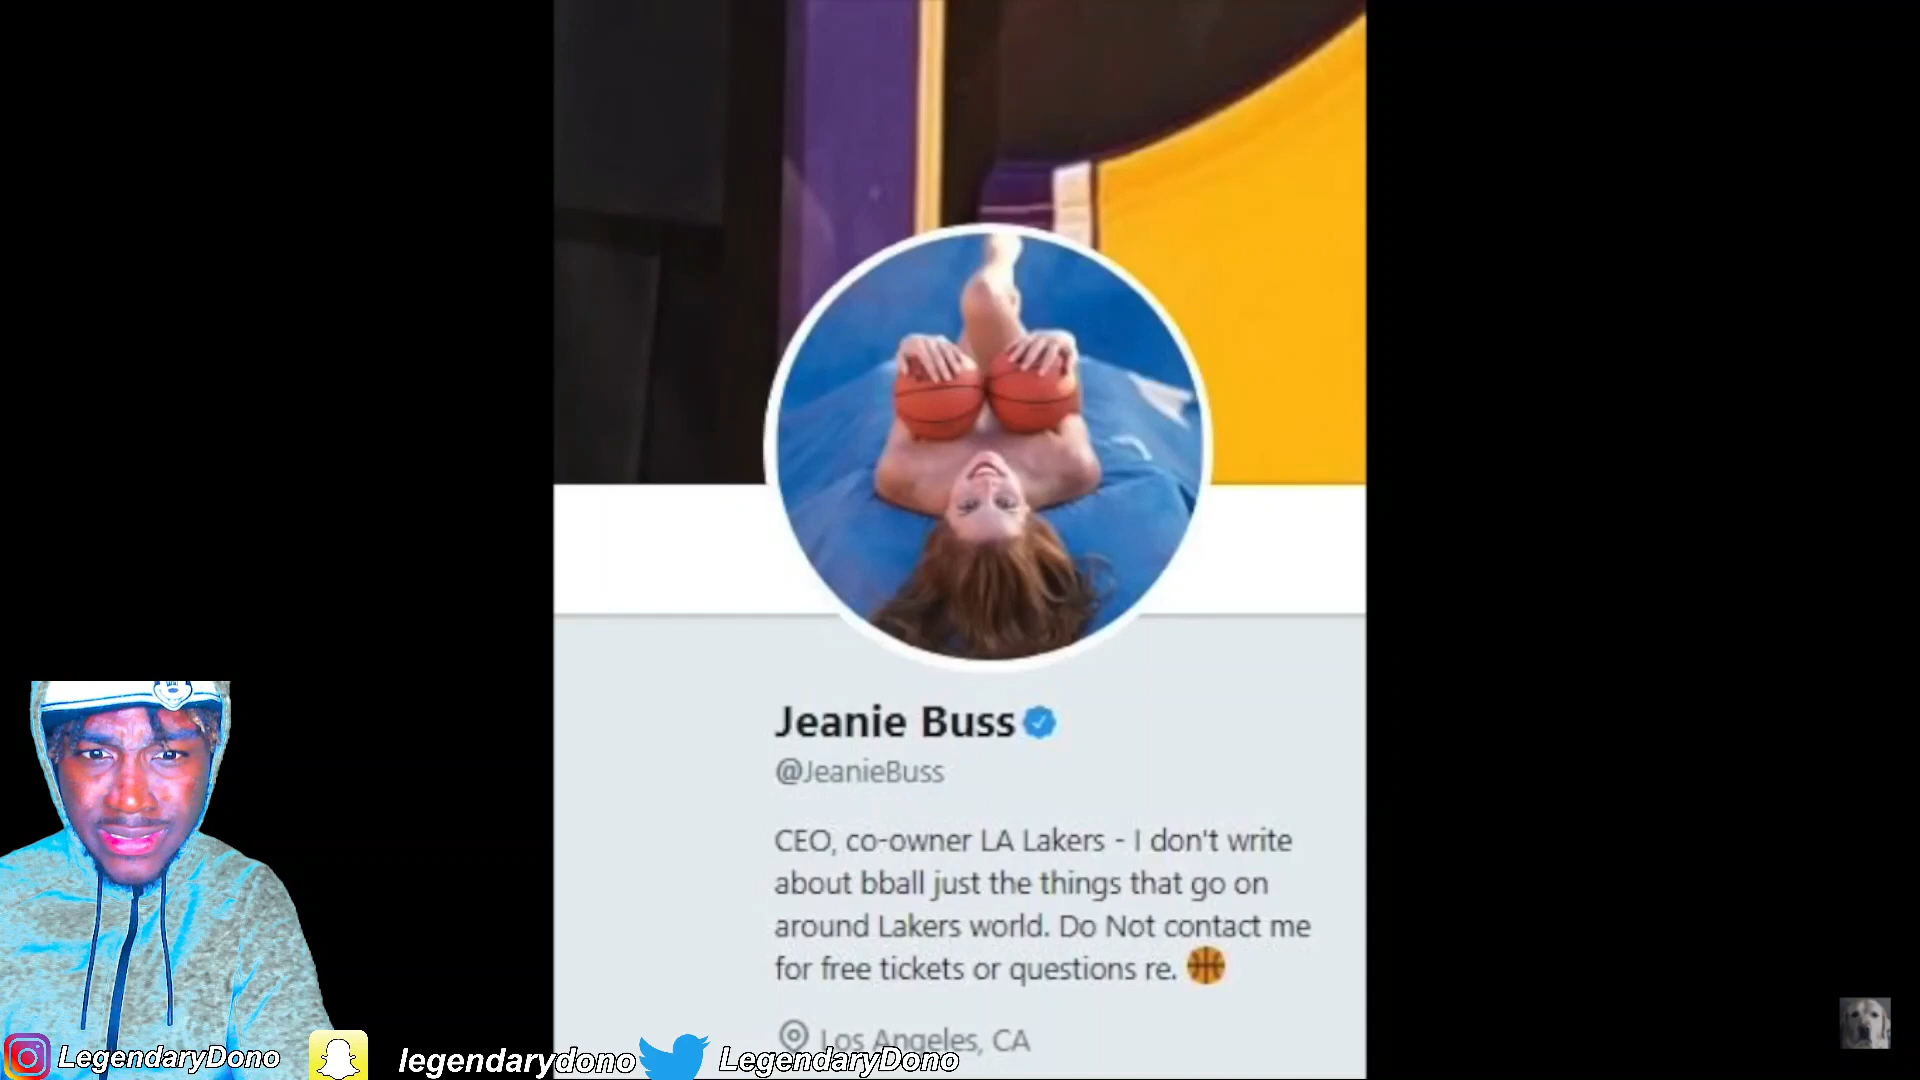 Jeanie Buss
@JeanieBuss
CEO, co-owner LA Lakers - I don't write
about bball just the things that go on
around Lakers world. Do Not contact me
for free tickets or questions re. 🏀
Los Angeles, CA
LegendaryDono legendarydono LegendaryDono